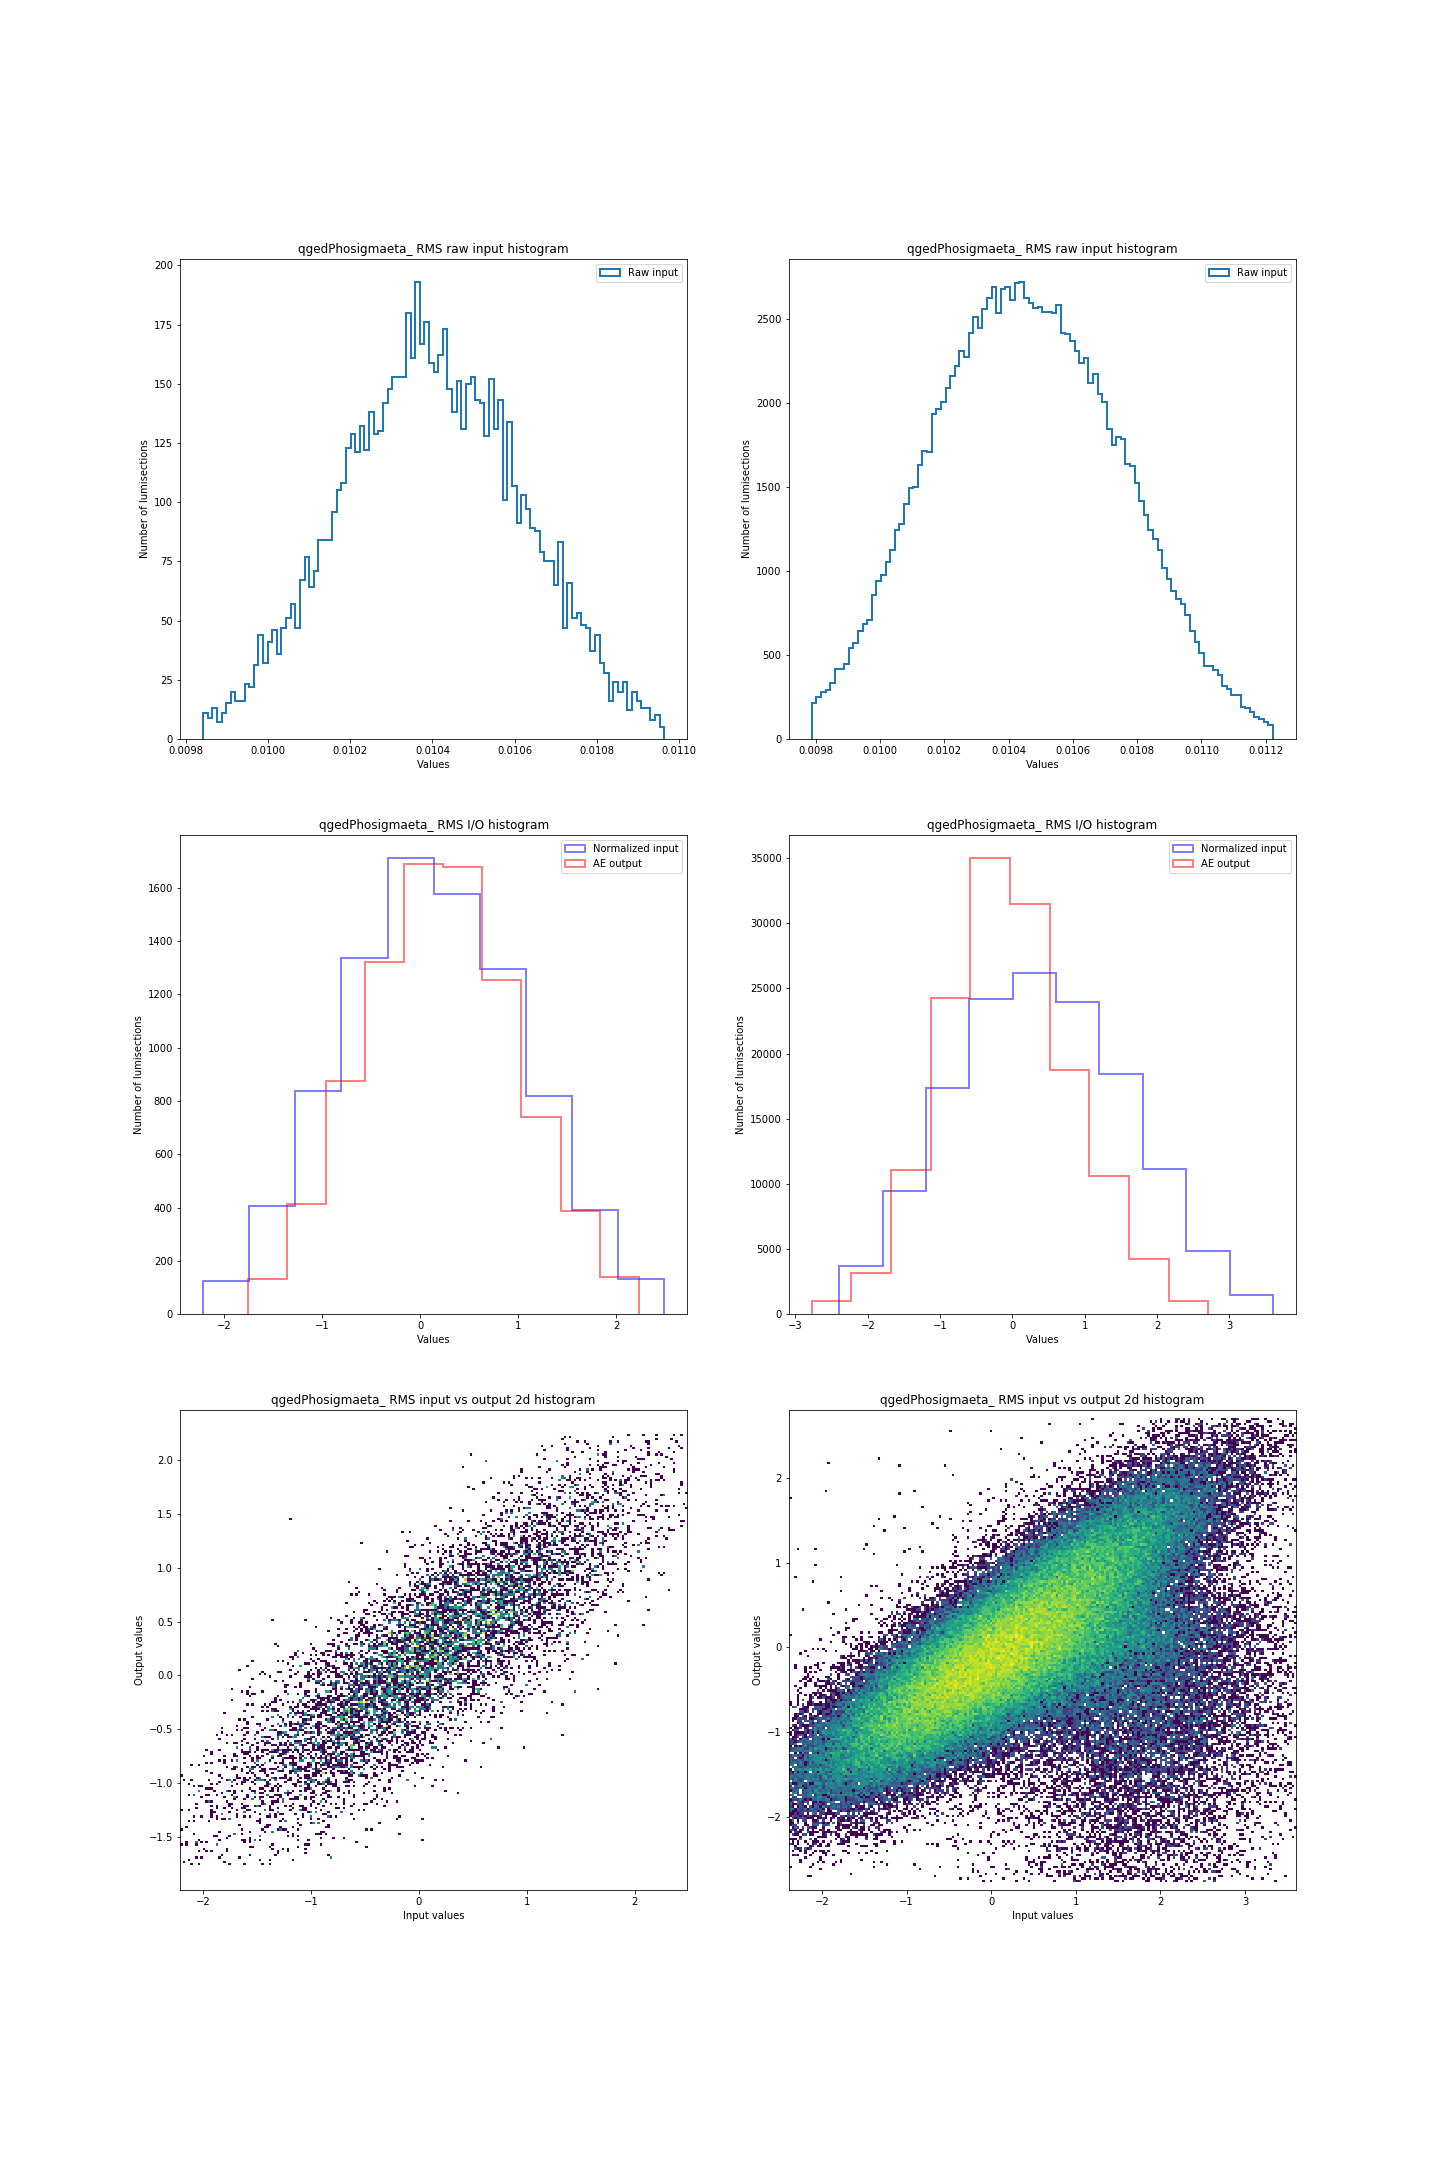 qgedPhosigmaeta_ RMS raw input histogram
Raw input
Number of lumisections
200
175
150
125
100
75
50
25
0
0.0098 0.0100 0.0102 0.0104 0.0106 0.0108 0.0110
Values
qgedPhosigmaeta_ RMS raw input histogram
Raw input
Number of lumisections
2500
2000
1500
1000
500
0
0.0098 0.0100 0.0102 0.0104 0.0106 0.0108 0.0110 0.0112
Values
qgedPhosigmaeta_ RMS I/O histogram
Normalized input
AE output
Number of lumisections
1600
1400
1200
1000
800
600
400
200
0
−2 −1 0 1 2
Values
qgedPhosigmaeta_ RMS I/O histogram
Normalized input
AE output
Number of lumisections
35000
30000
25000
20000
15000
10000
5000
0
−3 −2 −1 0 1 2 3
Values
qgedPhosigmaeta_ RMS input vs output 2d histogram
Output values
2.0
1.5
1.0
0.5
0.0
−0.5
−1.0
−1.5
−2 −1 0 1 2
Input values
qgedPhosigmaeta_ RMS input vs output 2d histogram
Output values
2
1
0
−1
−2
−2 −1 0 1 2 3
Input values